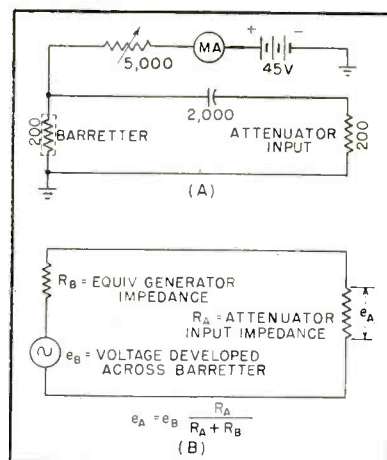 + -
MA
5,000
45V
2,000
200
BARRETTER
ATTENUATOR
INPUT
200
(A)
R_B = EQUIV GENERATOR
IMPEDANCE
R_A = ATTENUATOR
INPUT IMPEDANCE
e_A
e_B = VOLTAGE DEVELOPED
ACROSS BARRETTER
e_A = e_B R_A / (R_A + R_B)
(B)